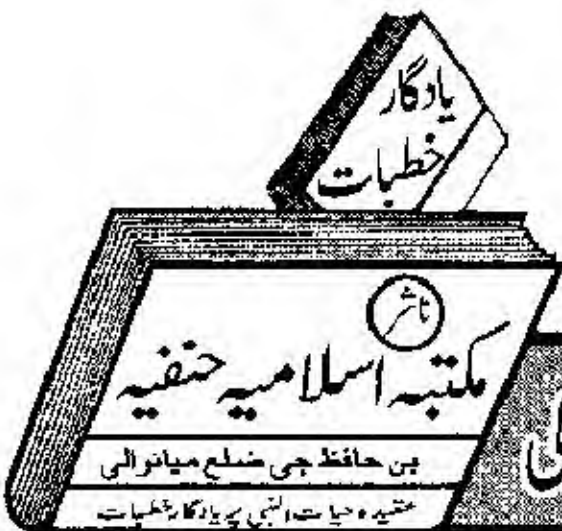 یادگار
خطبات
ناشر
مکتبہ اسلامیہ حنفیہ
بن حافظ جی ضلع میانوالی
عقیدہ حیات النبی پر یادگار خطبات